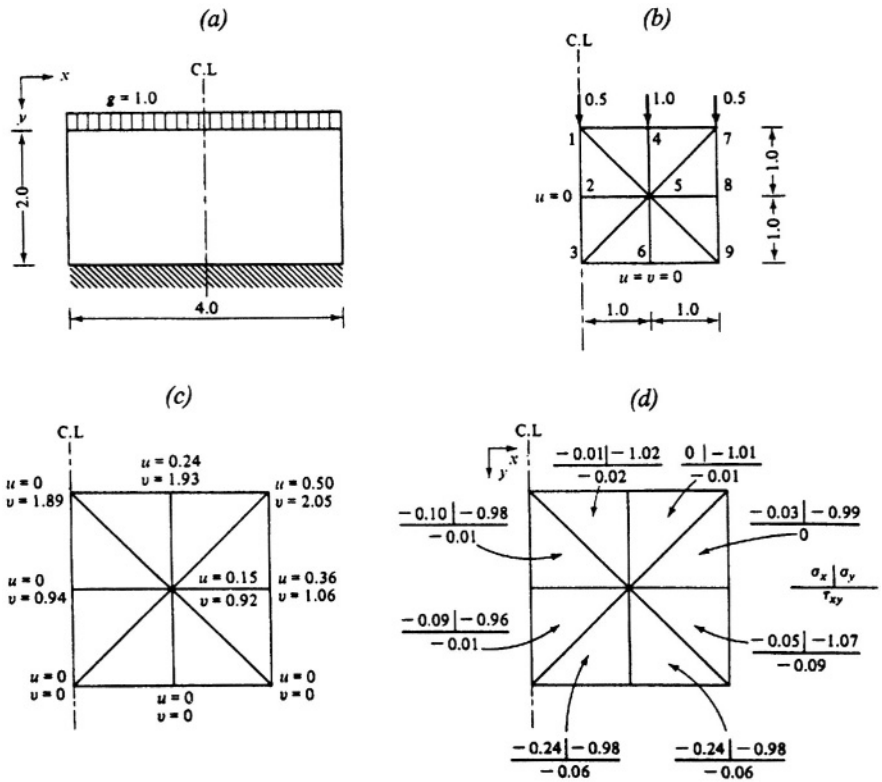 (a)
C.L
x
y
g = 1.0
2.0
4.0
(b)
C.L
0.5 1.0 0.5
1 4 7
u = 0 2 5 8
3 6 9
u = v = 0
1.0
1.0
1.0 1.0
(c)
C.L
u = 0
v = 1.89
u = 0.24
v = 1.93
u = 0.50
v = 2.05
u = 0
v = 0.94
u = 0.15
v = 0.92
u = 0.36
v = 1.06
u = 0
v = 0
u = 0
v = 0
u = 0
v = 0
(d)
C.L
x
y
−0.01|−1.02
−0.02
0|−1.01
−0.01
−0.10|−0.98
−0.01
−0.03|−0.99
0
σx|σy
τxy
−0.09|−0.96
−0.01
−0.05|−1.07
−0.09
−0.24|−0.98
−0.06
−0.24|−0.98
−0.06